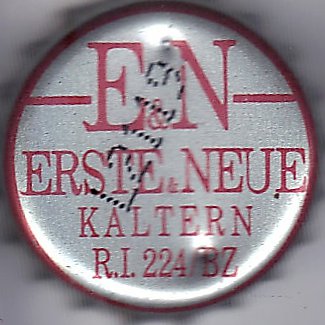 E&N
ERSTE & NEUE
KALTERN
R.I. 224/BZ